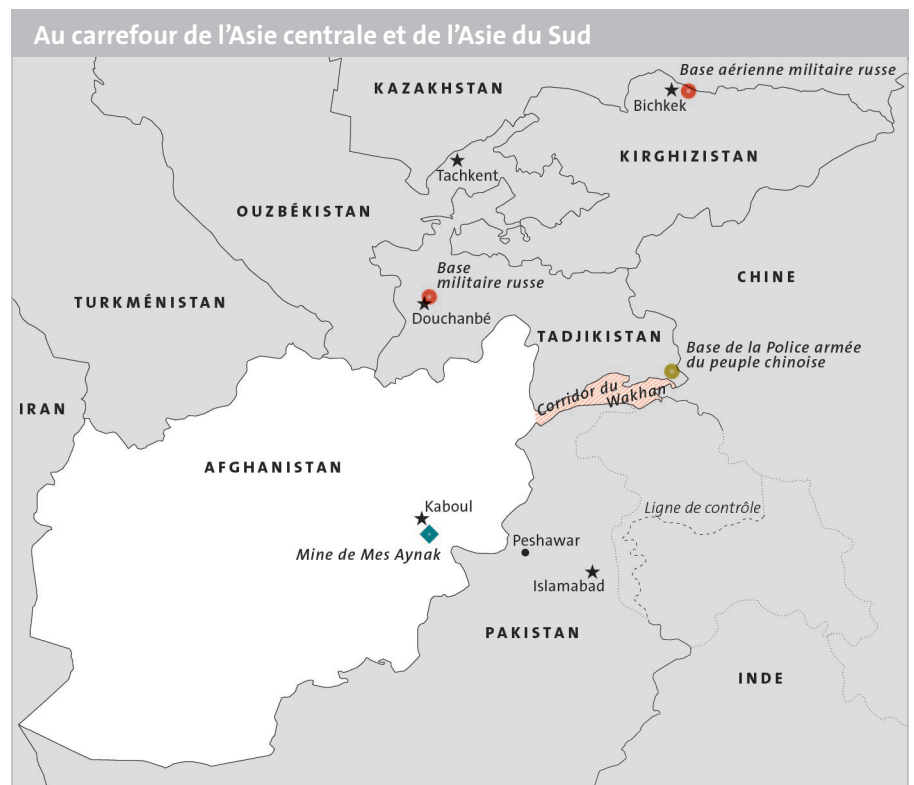 Au carrefour de l’Asie centrale et de l’Asie du Sud
Base aérienne militaire russe
KAZAKHSTAN
Bichkek
KIRGHIZISTAN
Tachkent
OUZBÉKISTAN
Base
militaire russe
CHINE
TURKMÉNISTAN
Douchanbé
TADJIKISTAN
Base de la Police armée
du peuple chinoise
Corridor du
Wakhan
IRAN
AFGHANISTAN
Kaboul
Ligne de contrôle
Mine de Mes Aynak
Peshawar
Islamabad
PAKISTAN
INDE